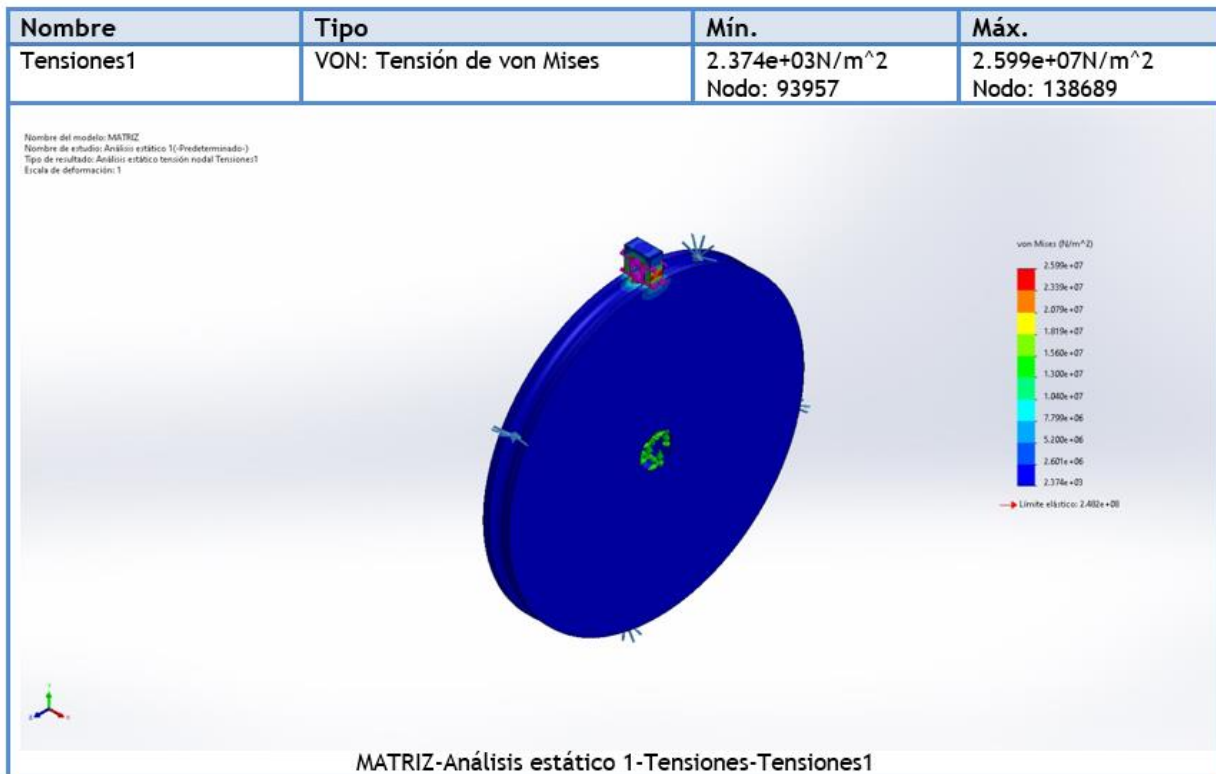 Nombre Tipo Mín. Máx.
Tensiones1 VON: Tensión de von Mises 2.374e+03N/m^2 2.599e+07N/m^2
Nodo: 93957 Nodo: 138689
Nombre del modelo: MATRIZ
Nombre de estudio: Análisis estático 1(-Predeterminado-)
Tipo de resultado: Análisis estático tensión nodal Tensiones1
Escala de deformación: 1
von Mises (N/m^2)
2.599e+07
2.339e+07
2.079e+07
1.819e+07
1.560e+07
1.300e+07
1.040e+07
7.799e+06
5.200e+06
2.601e+06
2.374e+03
Límite elástico: 2.482e+08
MATRIZ-Análisis estático 1-Tensiones-Tensiones1